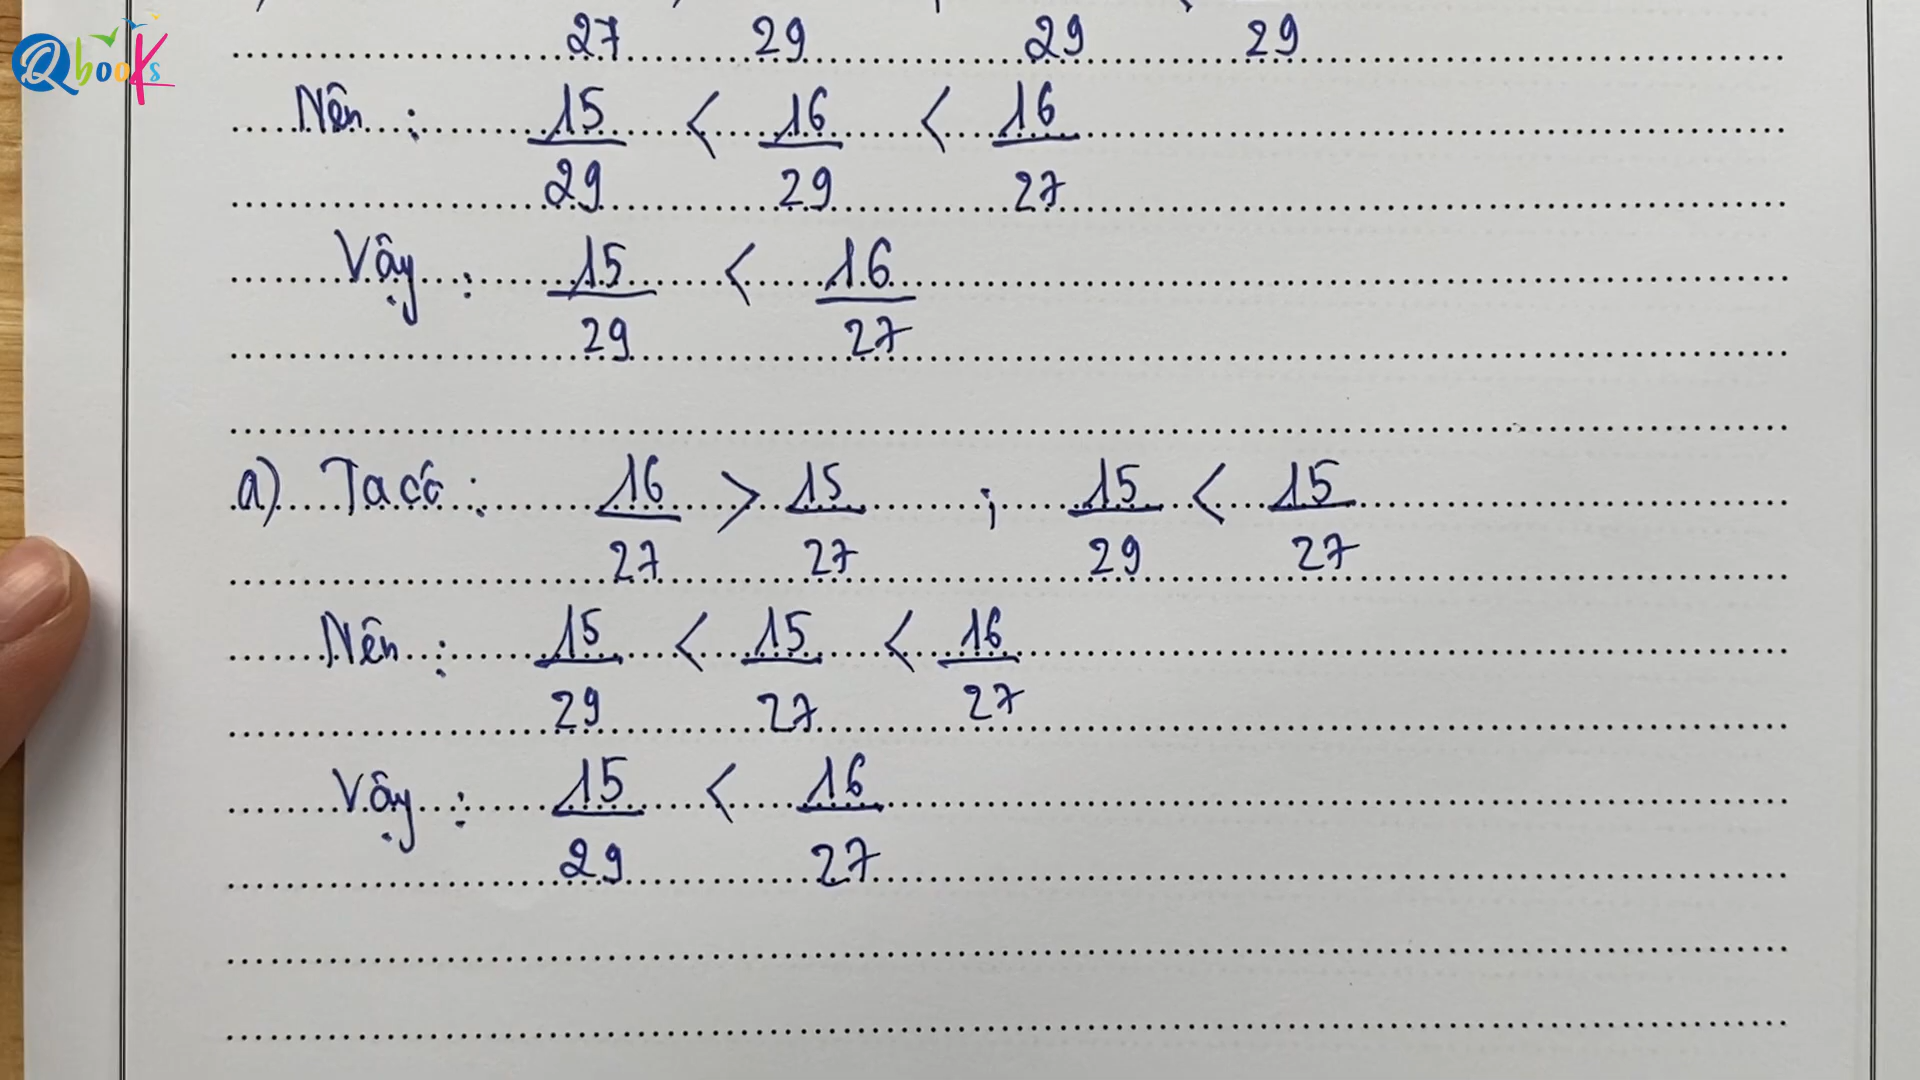 Qbooks
27 29 29 29
Nên : 15/29 < 16/29 < 16/27
Vậy : 15/29 < 16/27
a) Ta có : 16/27 > 15/27 ; 15/29 < 15/27
Nên : 15/29 < 15/27 < 16/27
Vậy : 15/29 < 16/27